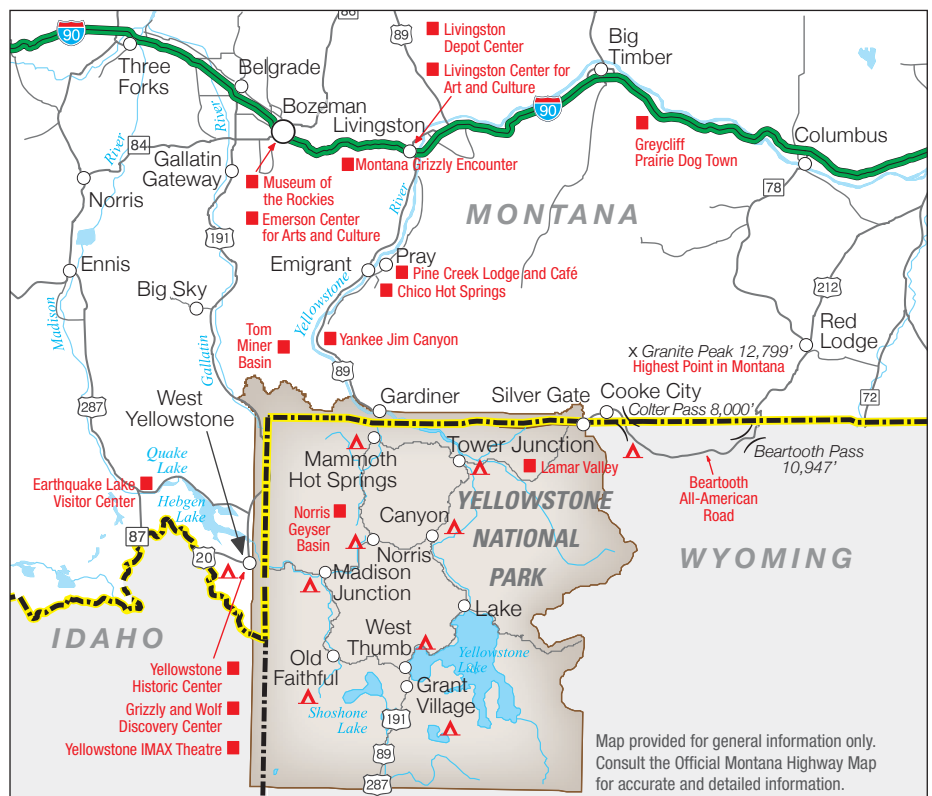 90
Three
Forks
Belgrade
Bozeman
86
89
Livingston
Depot Center
Livingston Center for
Art and Culture
Livingston
Big
Timber
90
Greycliff
Prairie Dog Town
Columbus
78
River
84
River
Gallatin
Gateway
Norris
Museum of
the Rockies
Emerson Center
for Arts and Culture
Montana Grizzly Encounter
River
MONTANA
191
Ennis
Emigrant
Pray
Pine Creek Lodge and Café
Chico Hot Springs
Big Sky
Madison
Gallatin
Yellowstone
Tom
Miner
Basin
Yankee Jim Canyon
89
212
Red
Lodge
x Granite Peak 12,799’
Highest Point in Montana
287
West
Yellowstone
Gardiner
Silver Gate
Cooke City
Colter Pass 8,000’
72
Beartooth Pass
10,947’
Beartooth
All-American
Road
Quake
Lake
Earthquake Lake
Visitor Center
Hebgen
Lake
87
20
Mammoth
Hot Springs
Tower Junction
Lamar Valley
Norris
Geyser
Basin
Canyon
YELLOWSTONE
NATIONAL
PARK
Norris
Madison
Junction
WYOMING
IDAHO
Lake
West
Thumb
Yellowstone
Lake
Old
Faithful
Grant
Village
Shoshone
Lake
191
89
287
Yellowstone
Historic Center
Grizzly and Wolf
Discovery Center
Yellowstone IMAX Theatre
g
Map provided for general information only.
Consult the Official Montana Highway Map
for accurate and detailed information.